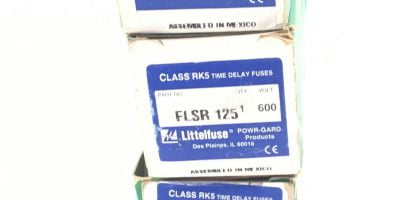 ASSEMBLED IN MEXICO
CLASS RK5 TIME DELAY FUSES
PART NO. QTY. VOLT
FLSR 125 1 600
Littelfuse® POWR-GARD®
Products
Des Plaines, IL 60016 CE
ASSEMBLED IN MEXICO
CLASS RK5 TIME DELAY FUSES